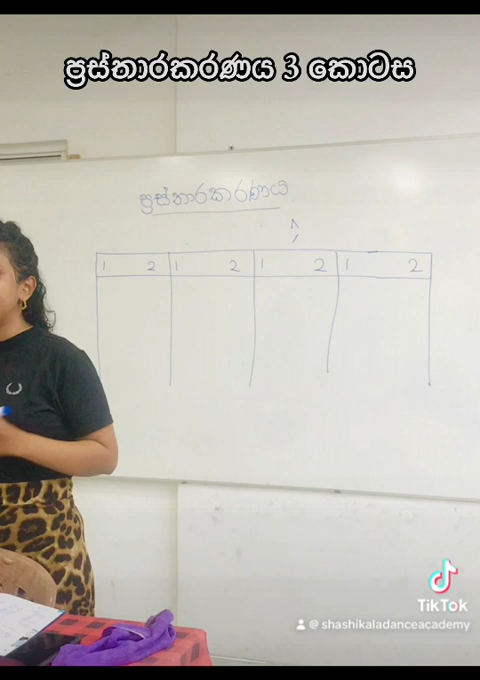 ප්‍රස්තාරකරණය 3 කොටස
ප්‍රස්තාරකරණය
1 2 1 2 1 2 1 2
TikTok
@ shashikaladanceacademy